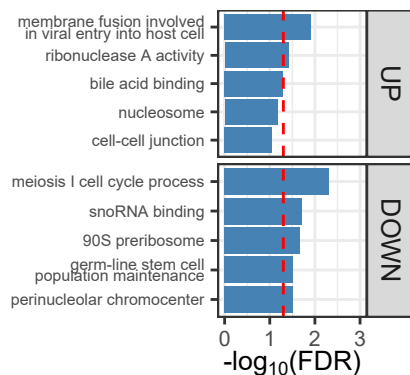 membrane fusion involved
in viral entry into host cell
ribonuclease A activity
bile acid binding
nucleosome
cell-cell junction
UP
meiosis I cell cycle process
snoRNA binding
90S preribosome
germ-line stem cell
population maintenance
perinucleolar chromocenter
DOWN
0 1 2 3
-log₁₀(FDR)